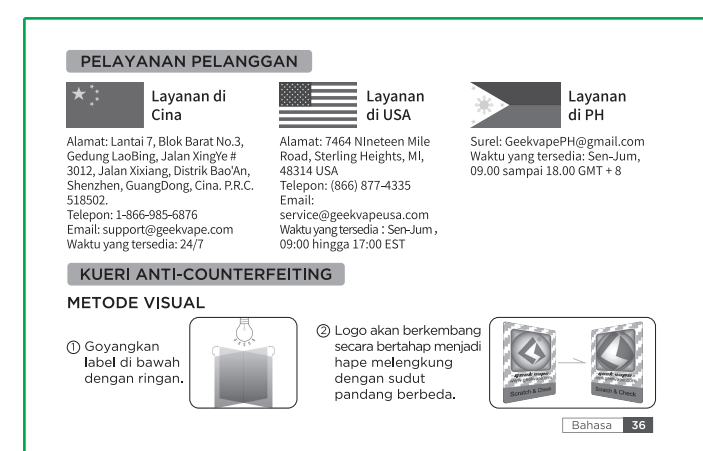 PELAYANAN PELANGGAN
Layanan di
Cina
Alamat: Lantai 7, Blok Barat No.3,
Gedung LaoBing, Jalan XingYe #
3012, Jalan Xixiang, Distrik Bao'An,
Shenzhen, GuangDong, Cina. P.R.C.
518502.
Telepon: 1-866-985-6876
Email: support@geekvape.com
Waktu yang tersedia: 24/7
Layanan
di USA
Alamat: 7464 NIneteen Mile
Road, Sterling Heights, MI,
48314 USA
Telepon: (866) 877-4335
Email:
service@geekvapeusa.com
Waktu yang tersedia : Sen-Jum ,
09:00 hingga 17:00 EST
Layanan
di PH
Surel: GeekvapePH@gmail.com
Waktu yang tersedia: Sen-Jum,
09.00 sampai 18.00 GMT + 8
KUERI ANTI-COUNTERFEITING
METODE VISUAL
① Goyangkan
label di bawah
dengan ringan.
② Logo akan berkembang
secara bertahap menjadi
hape melengkung
dengan sudut
pandang berbeda.
Scratch & Check
Scratch & Check
Bahasa 36